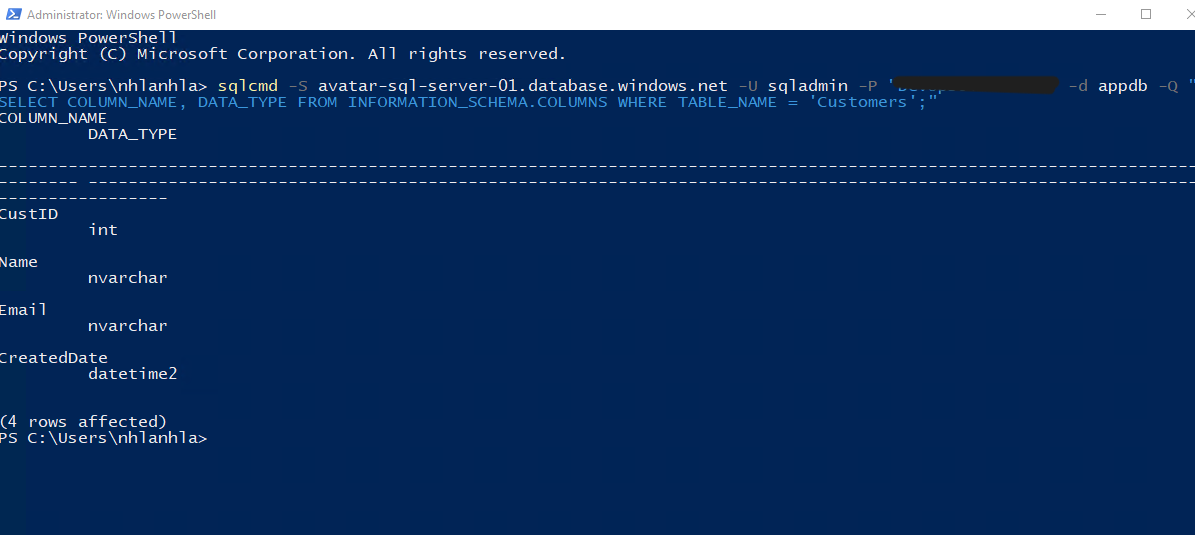 Administrator: Windows PowerShell
Windows PowerShell
Copyright (C) Microsoft Corporation. All rights reserved.
PS C:\Users\nhlanhla> sqlcmd -S avatar-sql-server-01.database.windows.net -U sqladmin -P ' -d appdb -Q "
SELECT COLUMN_NAME, DATA_TYPE FROM INFORMATION_SCHEMA.COLUMNS WHERE TABLE_NAME = 'Customers';"
COLUMN_NAME
DATA_TYPE
------------------------------------------------------------------------------------------------------------------------
-------- ---------------------------------------------------------------------------------------------------------------
-----------------
CustID
int
Name
nvarchar
Email
nvarchar
CreatedDate
datetime2
(4 rows affected)
PS C:\Users\nhlanhla>